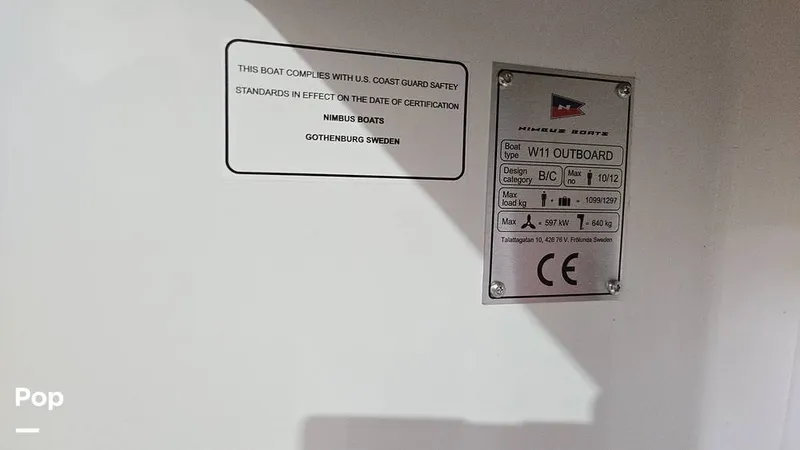 THIS BOAT COMPLIES WITH U.S. COAST GUARD SAFTEY
STANDARDS IN EFFECT ON THE DATE OF CERTIFICATION
NIMBUS BOATS
GOTHENBURG SWEDEN
N
NIMBUS BOATS
Boat type W11 OUTBOARD
Design category B/C Max no 10/12
Max load kg + = 1099/1297
Max = 597 kW = 640 kg
Talattagatan 10, 426 76 V. Frölunda Sweden
CE
Pop